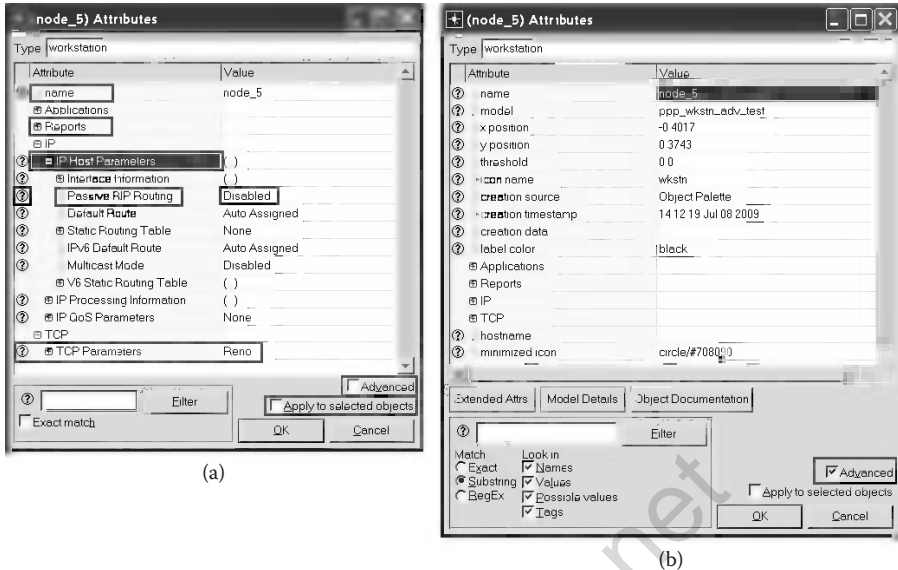 node_5) Attributes
Type workstation
Attribute Value
name node_5
Applications
Reports
IP
IP Host Parameters ( )
Interface Information ( )
Passive RIP Routing Disabled
Default Route Auto Assigned
Static Routing Table None
IPv6 Default Route Auto Assigned
Multicast Mode Disabled
V6 Static Routing Table ( )
IP Processing Information ( )
IP QoS Parameters None
TCP
TCP Parameters Reno
Advanced
Filter
Apply to selected objects
Exact match
OK Cancel
(a)
(node_5) Attributes
Type workstation
Attribute Value
name node_5
model ppp_wkstn_adv_test
x position -0 4017
y position 0 3743
threshold 0 0
icon name wkstn
creation source Object Palette
creation timestamp 14 12 19 Jul 08 2009
creation data
label color black
Applications
Reports
IP
TCP
hostname
minimized icon
Extended Attrs Model Details Object Documentation
Filter
Match Look in
Exact Names
Substring Values
RegEx Possible values
Tags
Advanced
Apply to selected objects
OK Cancel
(b)
net